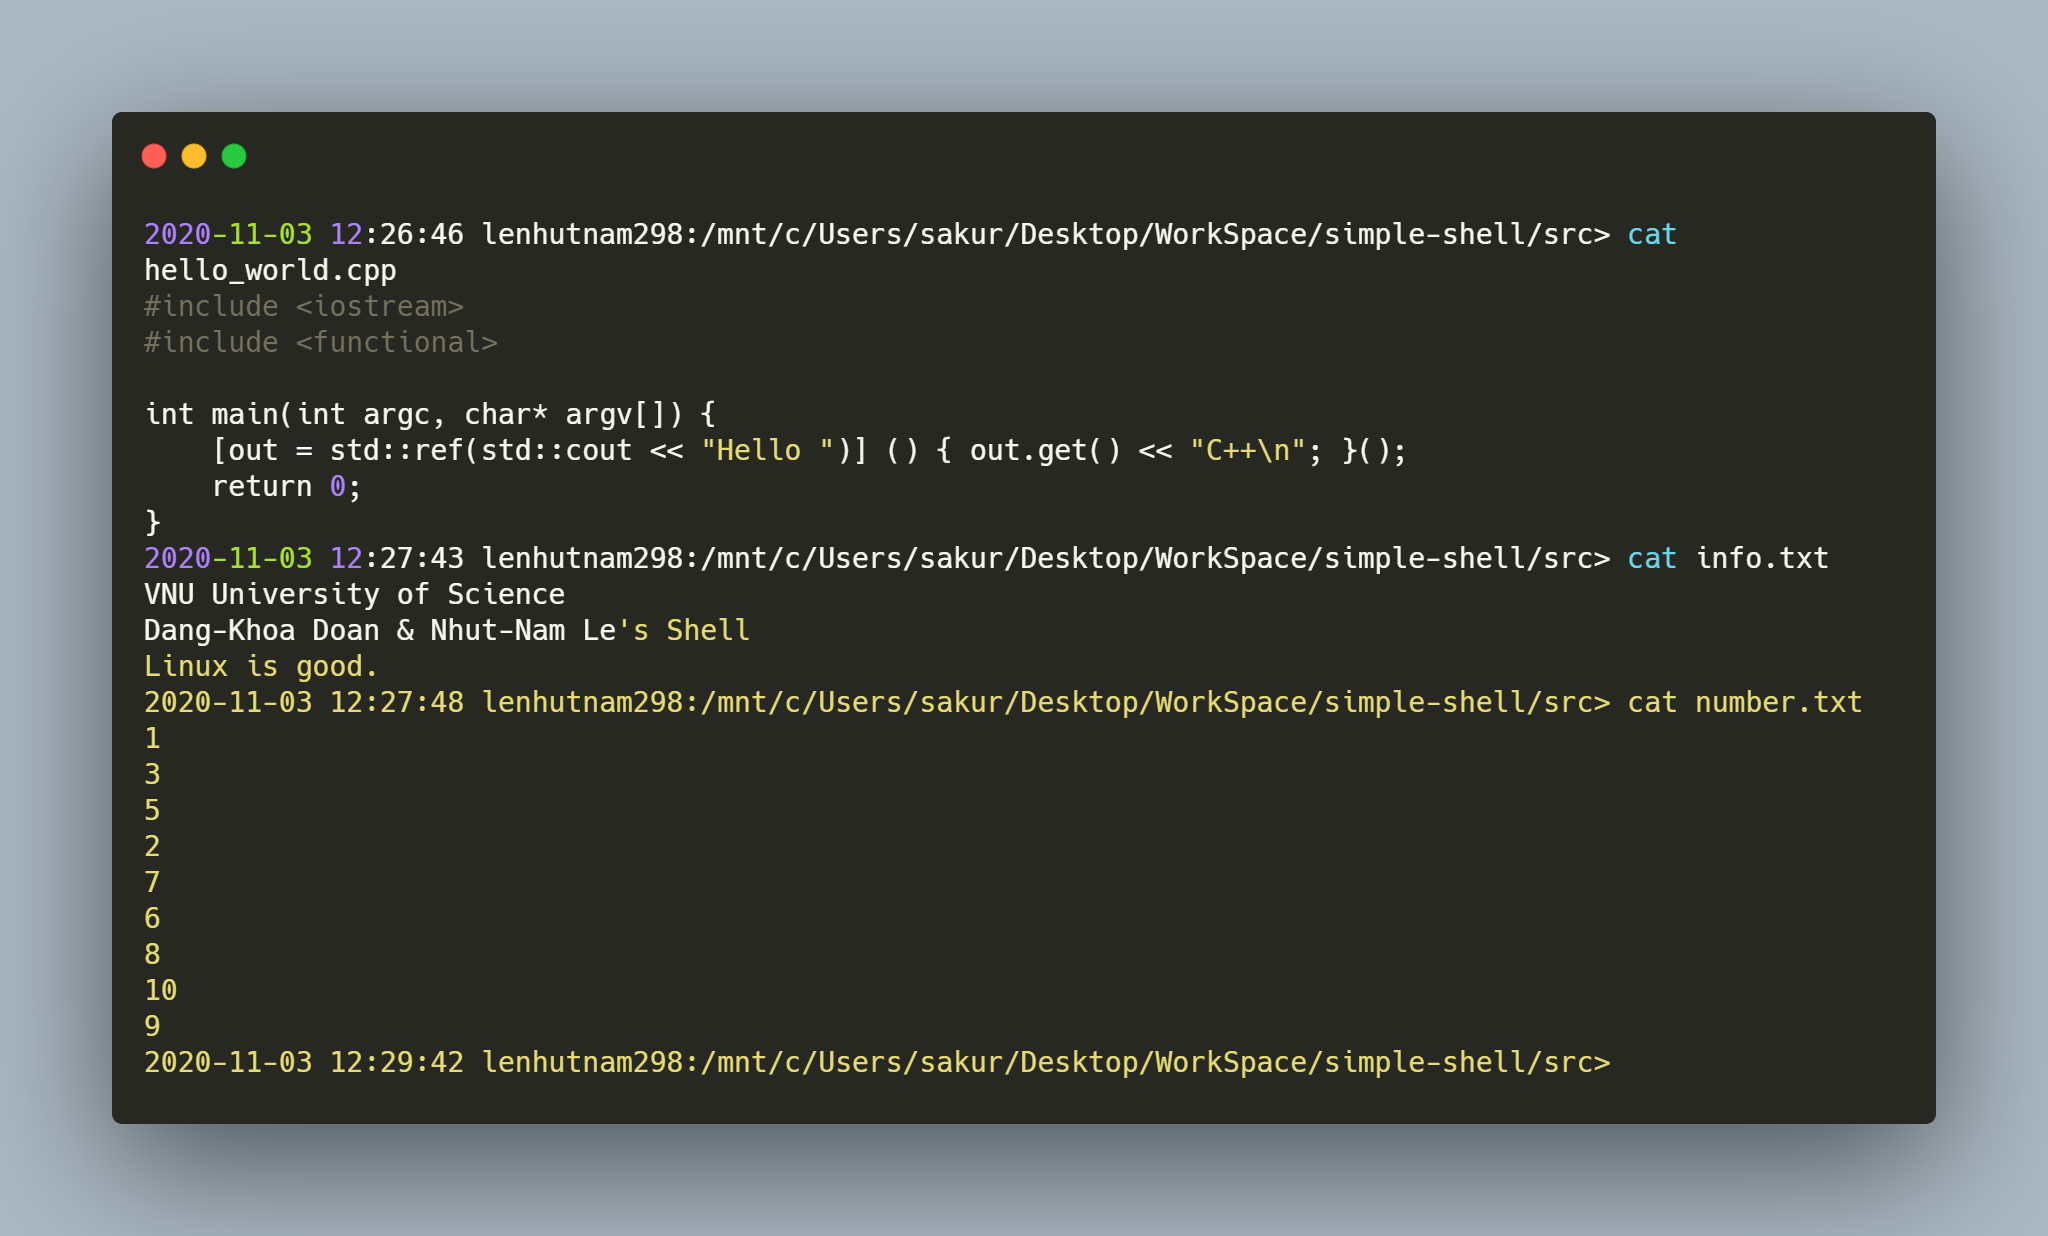 2020-11-03 12:26:46 lenhutnam298:/mnt/c/Users/sakur/Desktop/WorkSpace/simple-shell/src> cat
hello_world.cpp
#include <iostream>
#include <functional>

int main(int argc, char* argv[]) {
    [out = std::ref(std::cout << "Hello ")] () { out.get() << "C++\n"; }();
    return 0;
}
2020-11-03 12:27:43 lenhutnam298:/mnt/c/Users/sakur/Desktop/WorkSpace/simple-shell/src> cat info.txt
VNU University of Science
Dang-Khoa Doan & Nhut-Nam Le's Shell
Linux is good.
2020-11-03 12:27:48 lenhutnam298:/mnt/c/Users/sakur/Desktop/WorkSpace/simple-shell/src> cat number.txt
1
3
5
2
7
6
8
10
9
2020-11-03 12:29:42 lenhutnam298:/mnt/c/Users/sakur/Desktop/WorkSpace/simple-shell/src>